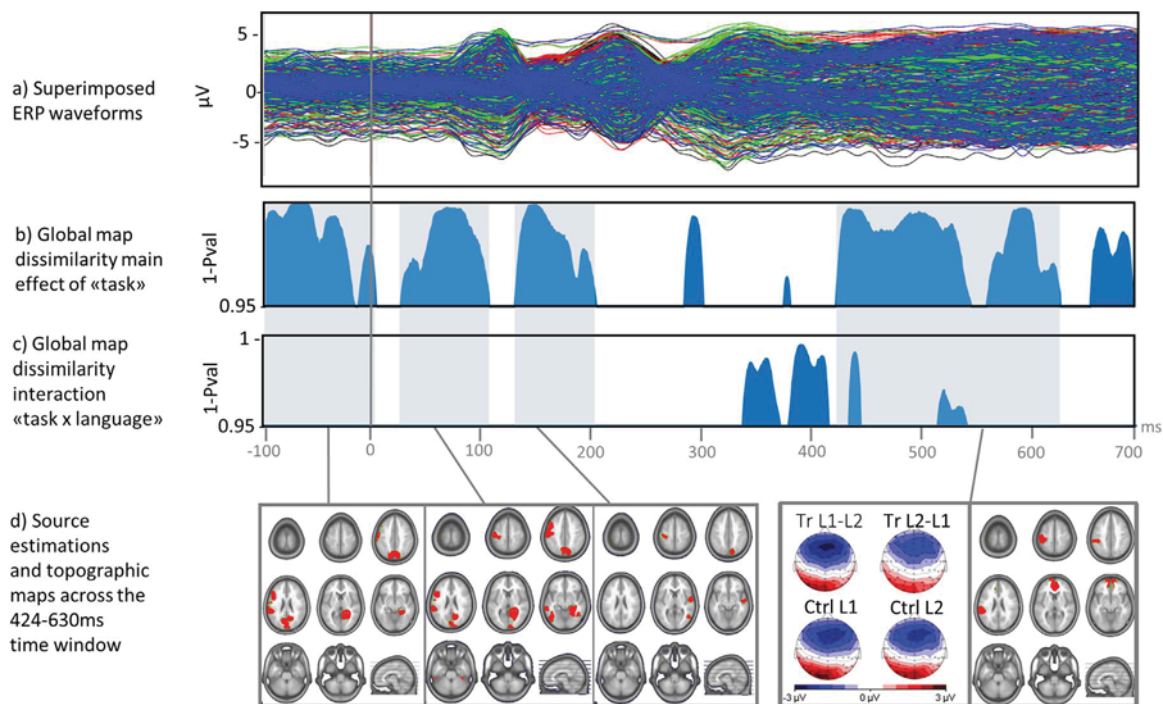 a) Superimposed
ERP waveforms
µV
5 -
0 -
-5 -
b) Global map
dissimilarity main
effect of «task»
1-Pval
0.95
c) Global map
dissimilarity
interaction
«task x language»
1-Pval
1 -
0.95
-100 0 100 200 300 400 500 600 700 ms
d) Source
estimations
and topographic
maps across the
424-630ms
time window
Tr L1-L2 Tr L2-L1
Ctrl L1 Ctrl L2
-3 µV 0 µV 3 µV